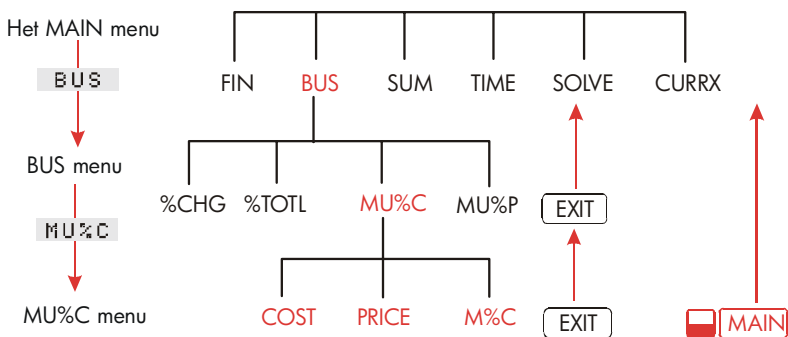 Het MAIN menu
BUS
BUS menu
MU%C
MU%C menu
FIN BUS SUM TIME SOLVE CURRX
%CHG %TOTL MU%C MU%P EXIT
COST PRICE M%C EXIT MAIN